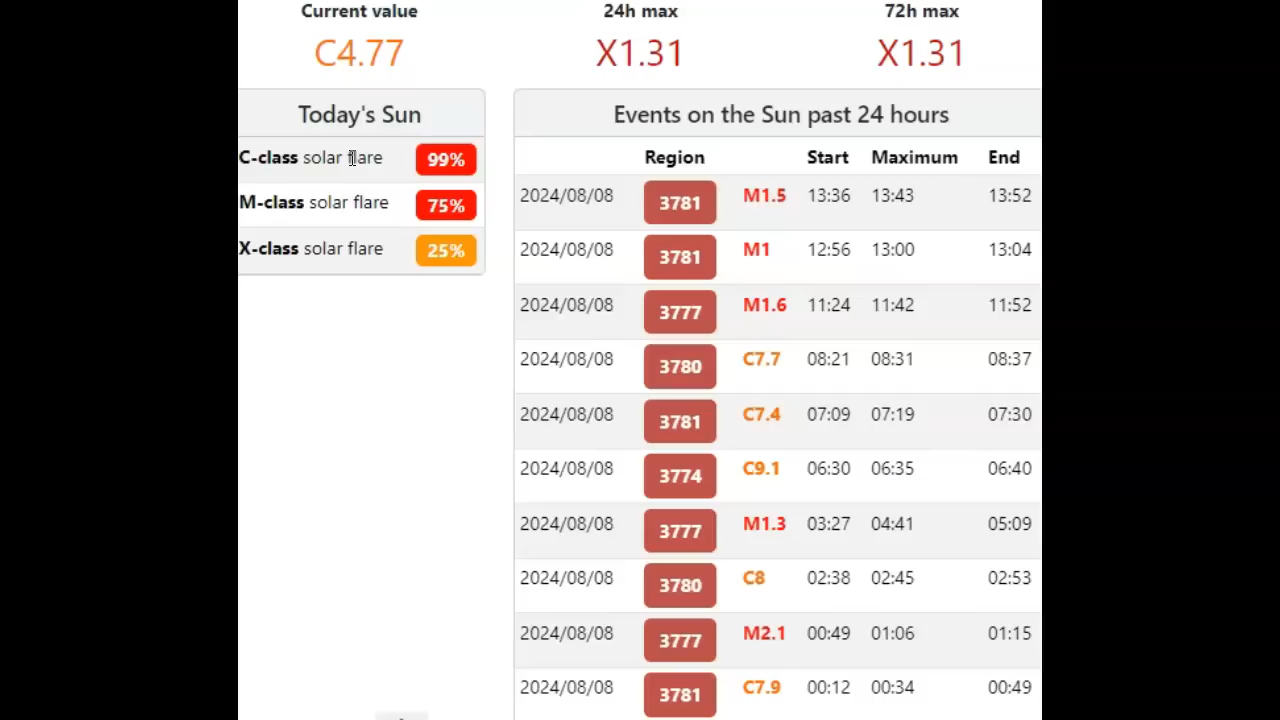 Current value 24h max 72h max
C4.77 X1.31 X1.31
Today's Sun
C-class solar flare 99%
M-class solar flare 75%
X-class solar flare 25%
Events on the Sun past 24 hours
Region Start Maximum End
2024/08/08 3781 M1.5 13:36 13:43 13:52
2024/08/08 3781 M1 12:56 13:00 13:04
2024/08/08 3777 M1.6 11:24 11:42 11:52
2024/08/08 3780 C7.7 08:21 08:31 08:37
2024/08/08 3781 C7.4 07:09 07:19 07:30
2024/08/08 3774 C9.1 06:30 06:35 06:40
2024/08/08 3777 M1.3 03:27 04:41 05:09
2024/08/08 3780 C8 02:38 02:45 02:53
2024/08/08 3777 M2.1 00:49 01:06 01:15
2024/08/08 3781 C7.9 00:12 00:34 00:49